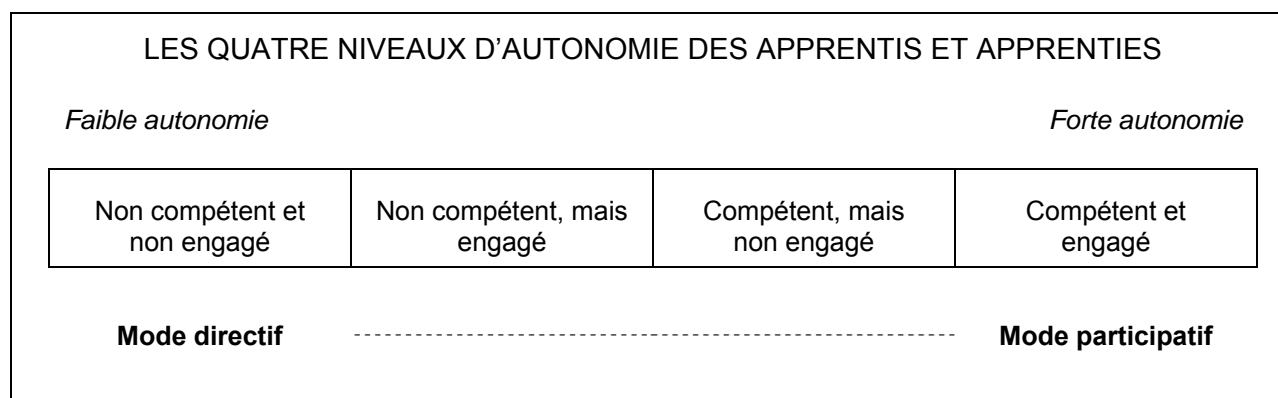 LES QUATRE NIVEAUX D’AUTONOMIE DES APPRENTIS ET APPRENTIES
Faible autonomie
Forte autonomie
Non compétent et
non engagé
Non compétent, mais
engagé
Compétent, mais
non engagé
Compétent et
engagé
Mode directif
Mode participatif